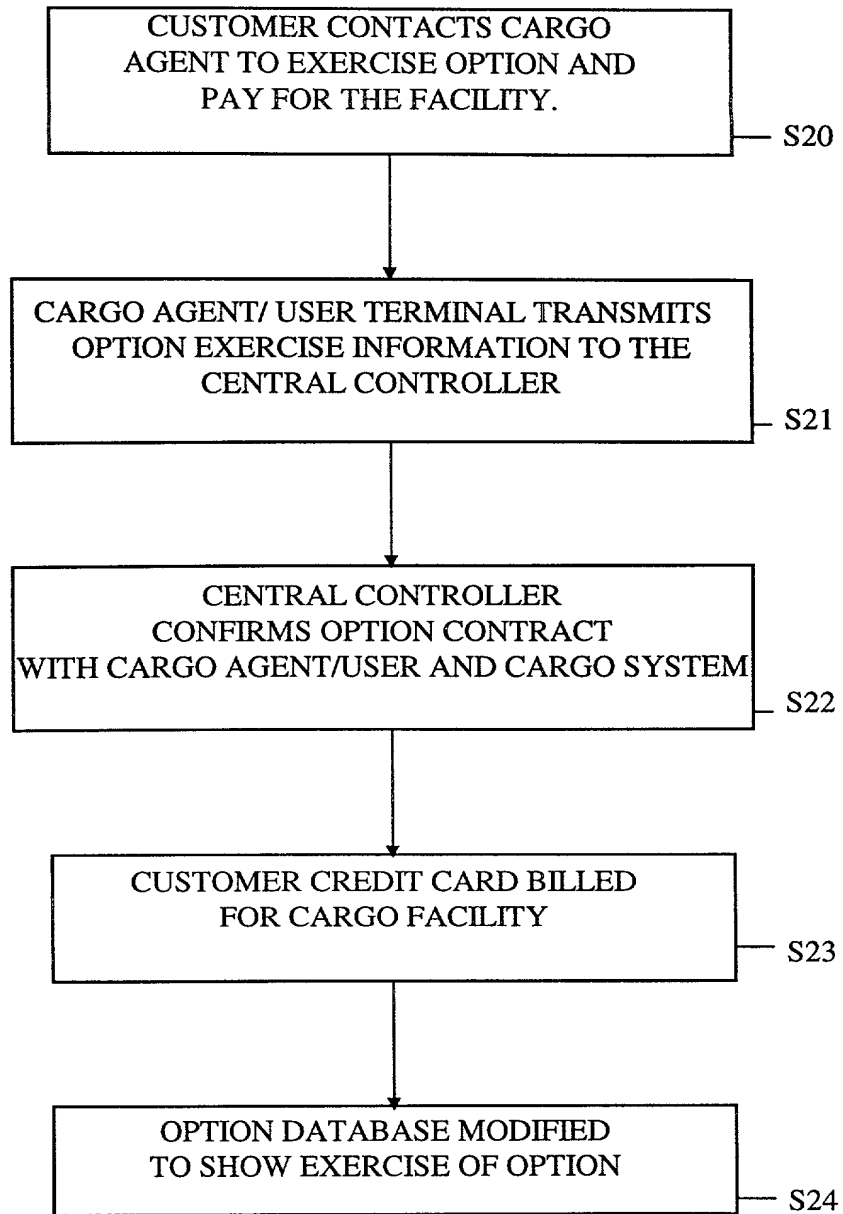 CUSTOMER CONTACTS CARGO
AGENT TO EXERCISE OPTION AND
PAY FOR THE FACILITY.
S20
CARGO AGENT/ USER TERMINAL TRANSMITS
OPTION EXERCISE INFORMATION TO THE
CENTRAL CONTROLLER
S21
CENTRAL CONTROLLER
CONFIRMS OPTION CONTRACT
WITH CARGO AGENT/USER AND CARGO SYSTEM
S22
CUSTOMER CREDIT CARD BILLED
FOR CARGO FACILITY
S23
OPTION DATABASE MODIFIED
TO SHOW EXERCISE OF OPTION
S24